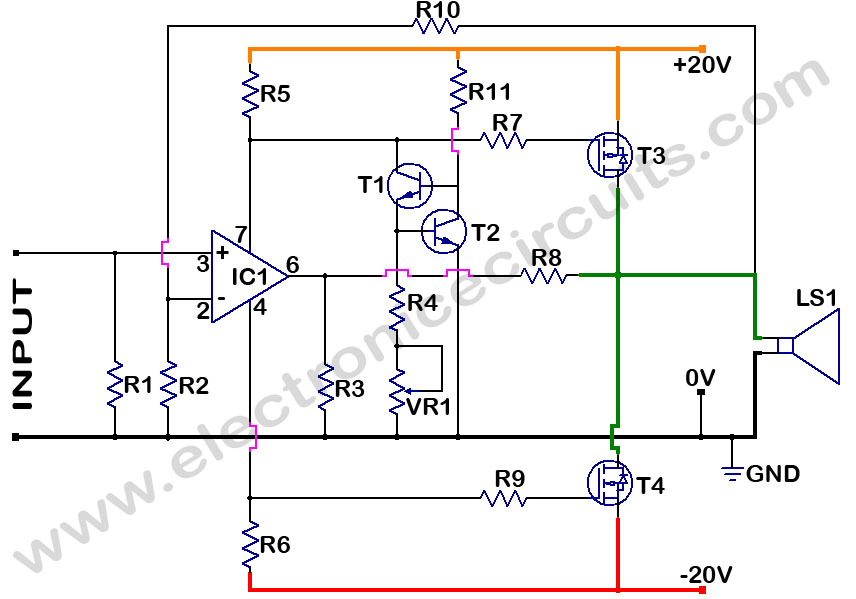 R10
+20V
R5
R11
R7
T3
T1
T2
7
+
3
IC1
6
R8
-
2
4
LS1
R4
INPUT
R1
R2
R3
VR1
0V
GND
R9
T4
R6
-20V
www.electronicecircuits.com